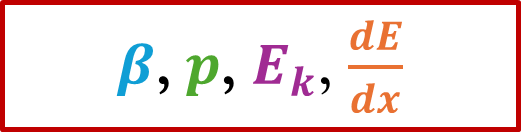 β, p, E_k, dE/dx